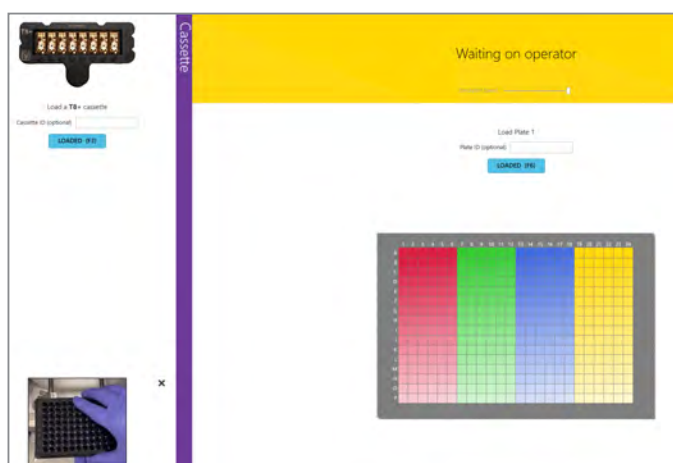 T8+
Load a T8+ cassette
Cassette ID (optional)
LOADED (F7)
Cassette
Waiting on operator
Load Plate 1
Plate ID (optional)
LOADED (F6)
1 2 3 4 5 6 7 8 9 10 11 12 13 14 15 16 17 18 19 20 21 22 23 24